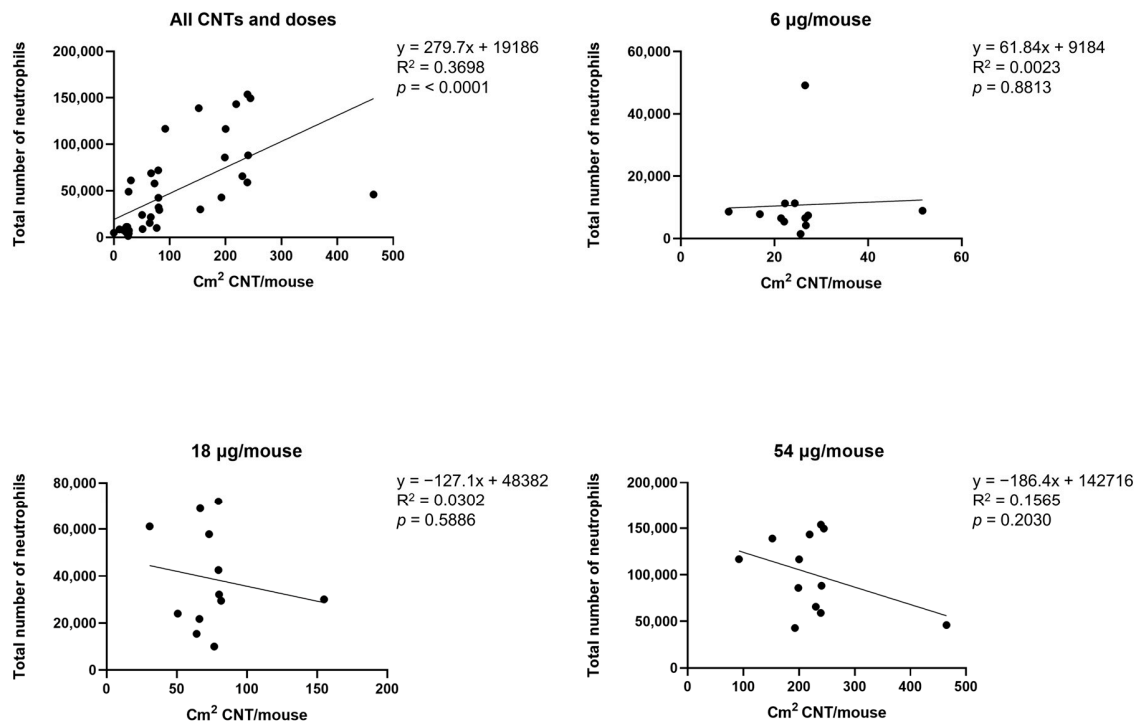 All CNTs and doses
y = 279.7x + 19186
R² = 0.3698
p = < 0.0001
Total number of neutrophils
200,000
150,000
100,000
50,000
0
0 100 200 300 400 500
Cm² CNT/mouse
6 µg/mouse
y = 61.84x + 9184
R² = 0.0023
p = 0.8813
Total number of neutrophils
60,000
40,000
20,000
0
0 20 40 60
Cm² CNT/mouse
18 µg/mouse
y = −127.1x + 48382
R² = 0.0302
p = 0.5886
Total number of neutrophils
80,000
60,000
40,000
20,000
0
0 50 100 150 200
Cm² CNT/mouse
54 µg/mouse
y = −186.4x + 142716
R² = 0.1565
p = 0.2030
Total number of neutrophils
200,000
150,000
100,000
50,000
0
0 100 200 300 400 500
Cm² CNT/mouse